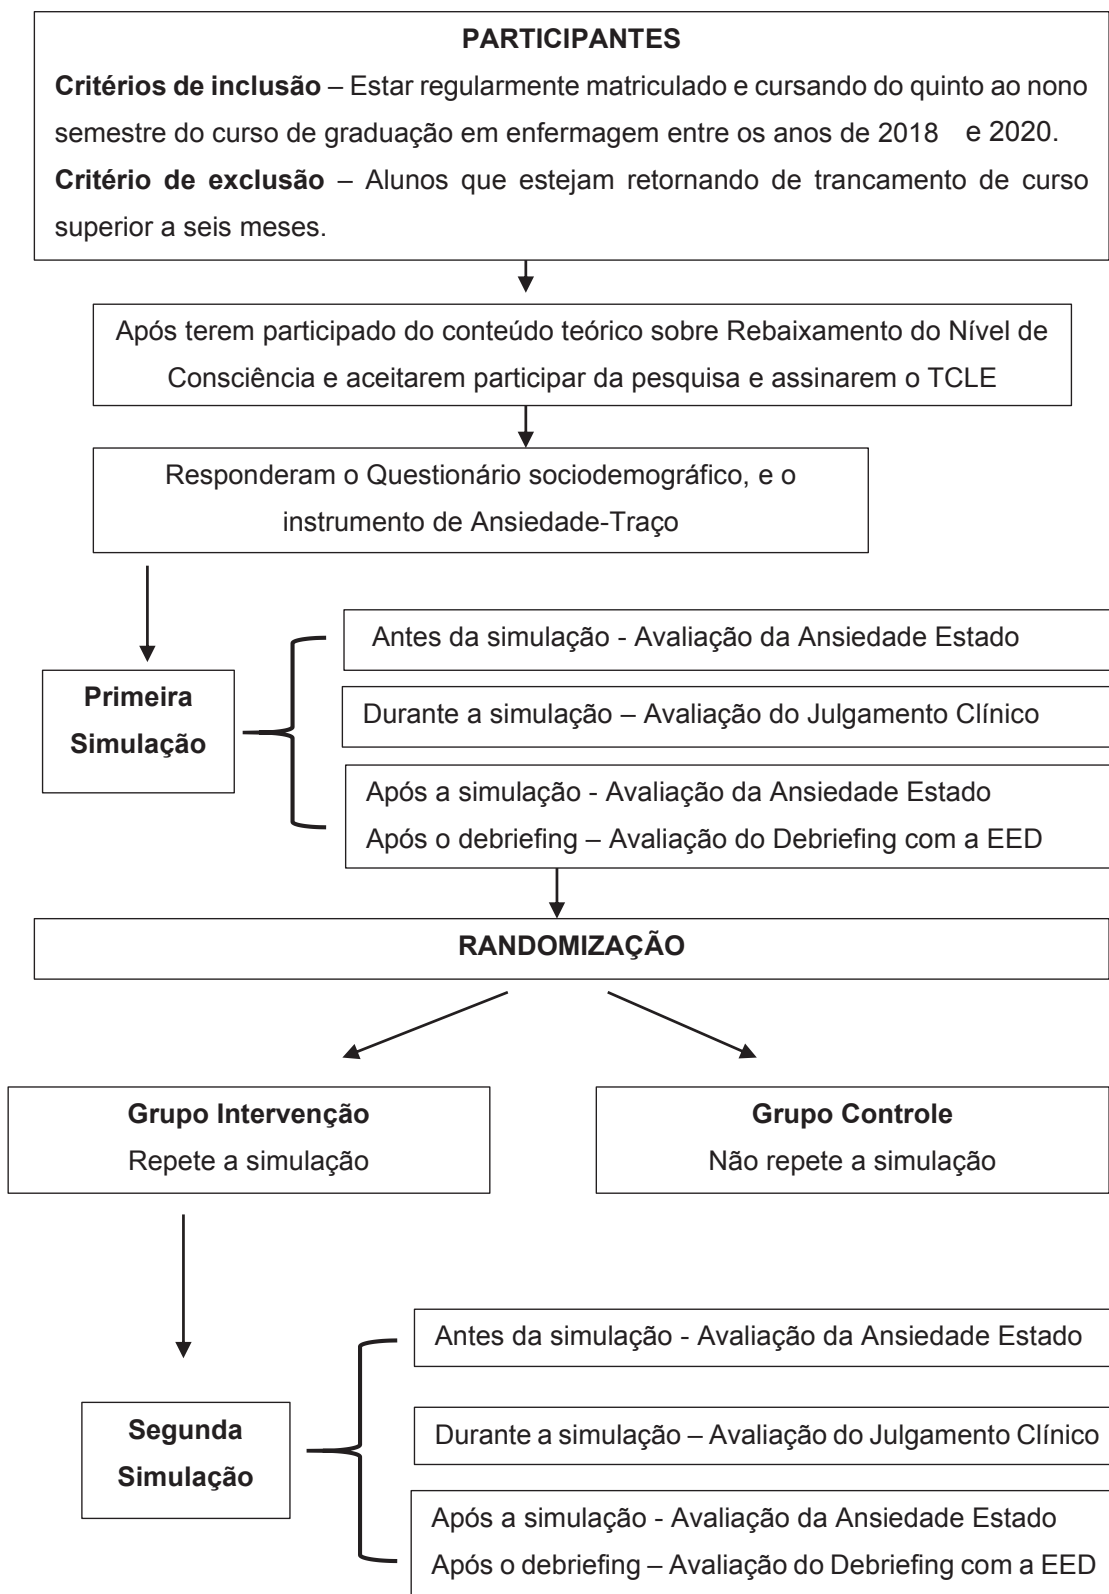 PARTICIPANTES
Critérios de inclusão – Estar regularmente matriculado e cursando do quinto ao nono
semestre do curso de graduação em enfermagem entre os anos de 2018 e 2020.
Critério de exclusão – Alunos que estejam retornando de trancamento de curso
superior a seis meses.
Após terem participado do conteúdo teórico sobre Rebaixamento do Nível de
Consciência e aceitarem participar da pesquisa e assinarem o TCLE
Responderam o Questionário sociodemográfico, e o
instrumento de Ansiedade-Traço
Primeira
Simulação
Antes da simulação - Avaliação da Ansiedade Estado
Durante a simulação – Avaliação do Julgamento Clínico
Após a simulação - Avaliação da Ansiedade Estado
Após o debriefing – Avaliação do Debriefing com a EED
RANDOMIZAÇÃO
Grupo Intervenção
Repete a simulação
Grupo Controle
Não repete a simulação
Segunda
Simulação
Antes da simulação - Avaliação da Ansiedade Estado
Durante a simulação – Avaliação do Julgamento Clínico
Após a simulação - Avaliação da Ansiedade Estado
Após o debriefing – Avaliação do Debriefing com a EED